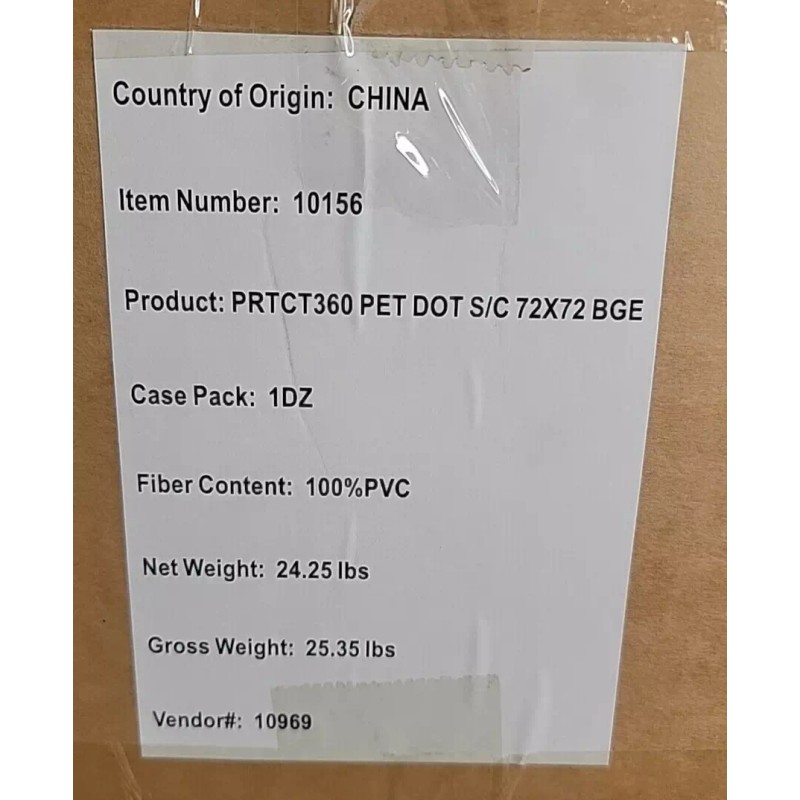 Country of Origin: CHINA
Item Number: 10156
Product: PRTCT360 PET DOT S/C 72X72 BGE
Case Pack: 1DZ
Fiber Content: 100%PVC
Net Weight: 24.25 lbs
Gross Weight: 25.35 lbs
Vendor#: 10969